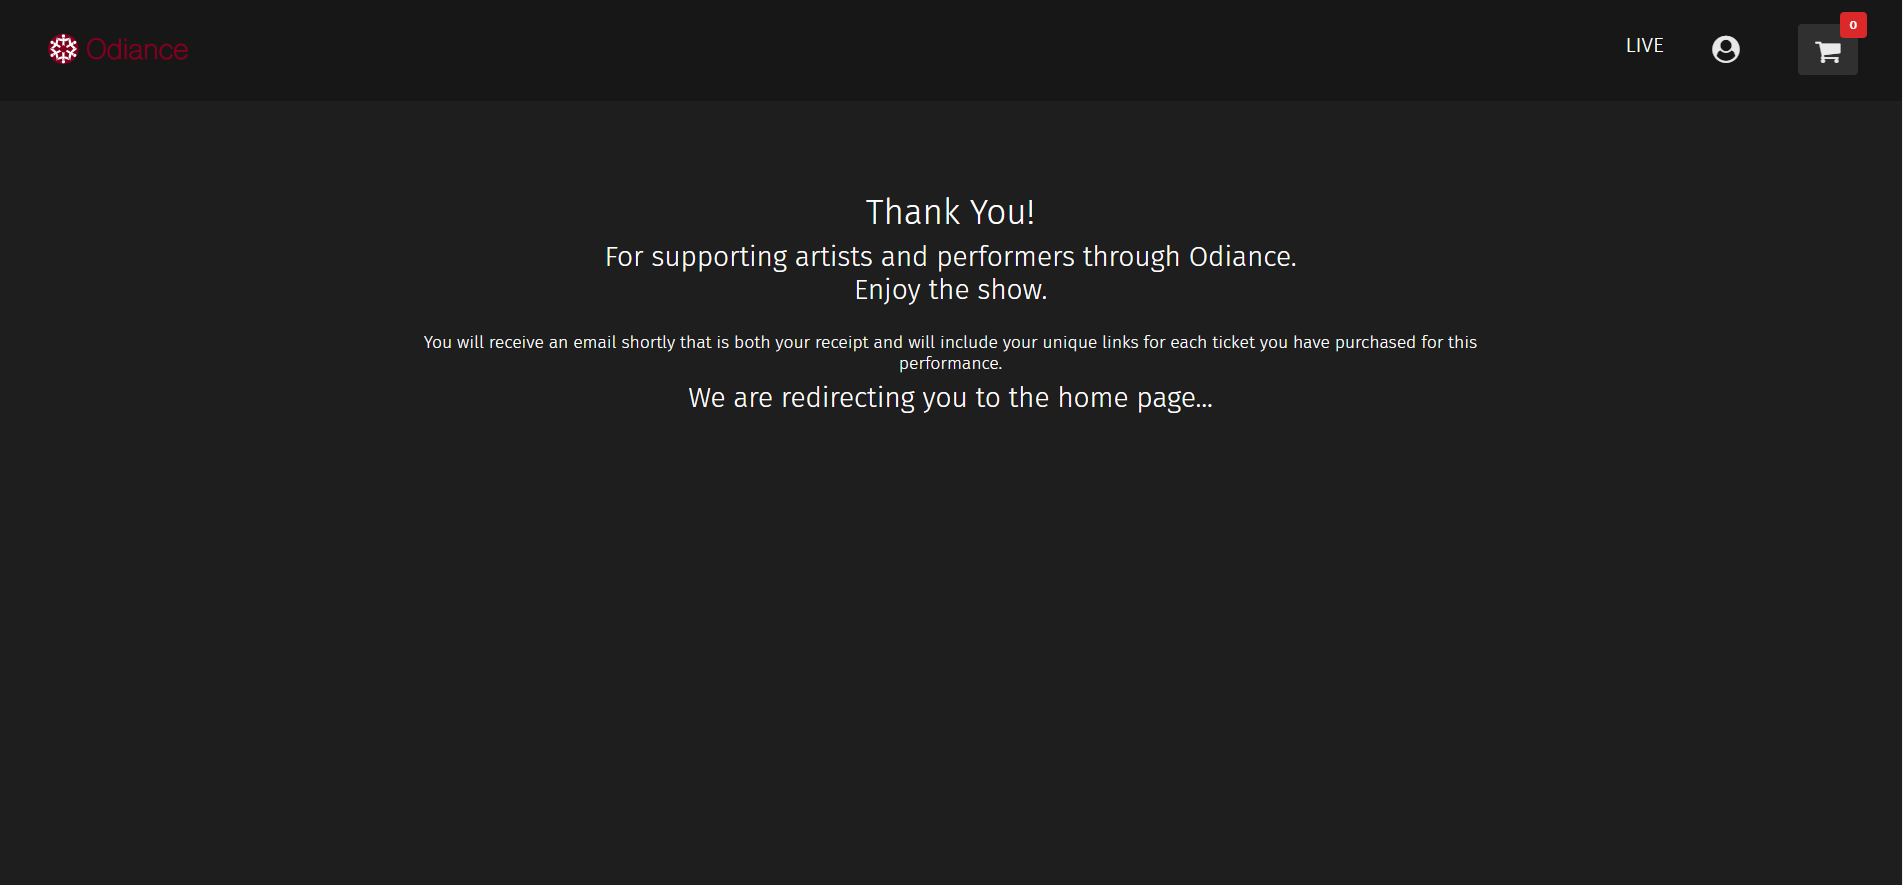 Odiance
LIVE
0
Thank You!
For supporting artists and performers through Odiance.
Enjoy the show.
You will receive an email shortly that is both your receipt and will include your unique links for each ticket you have purchased for this
performance.
We are redirecting you to the home page...